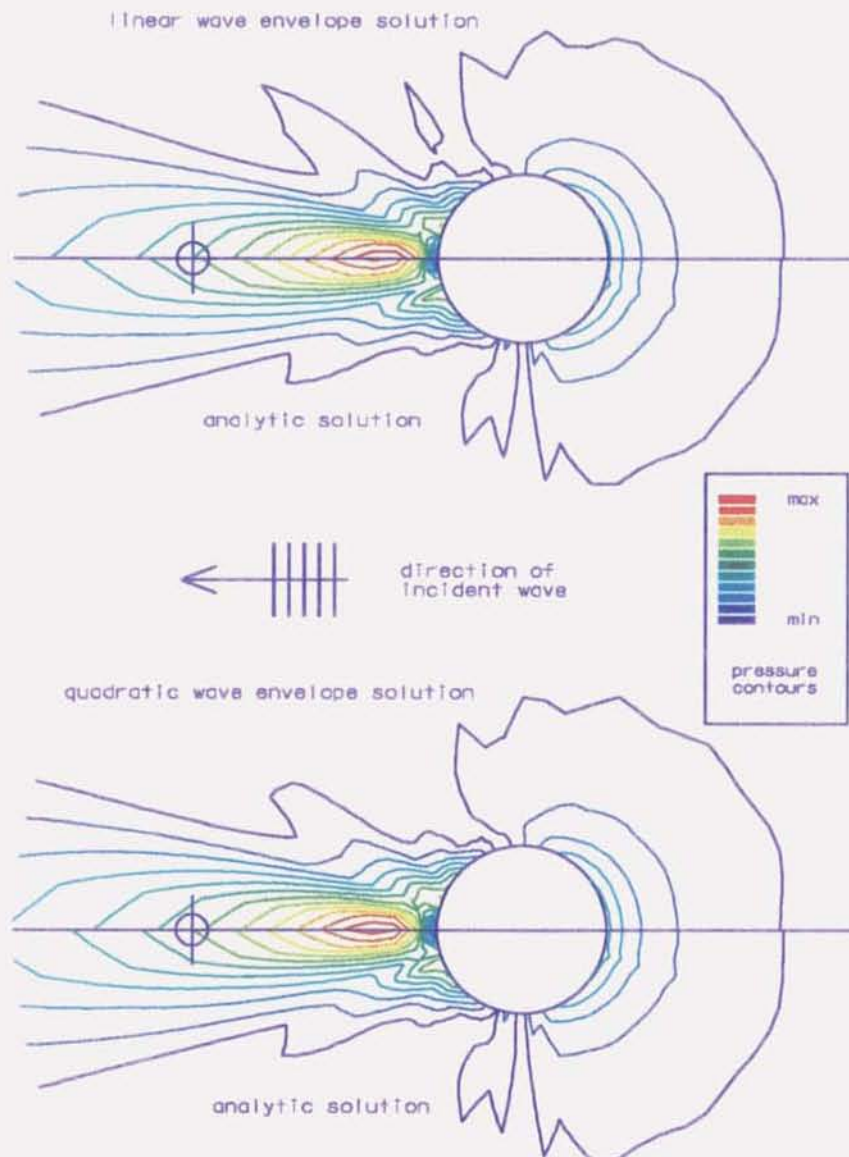 linear wave envelope solution
analytic solution
max
min
pressure
contours
direction of
incident wave
quadratic wave envelope solution
analytic solution